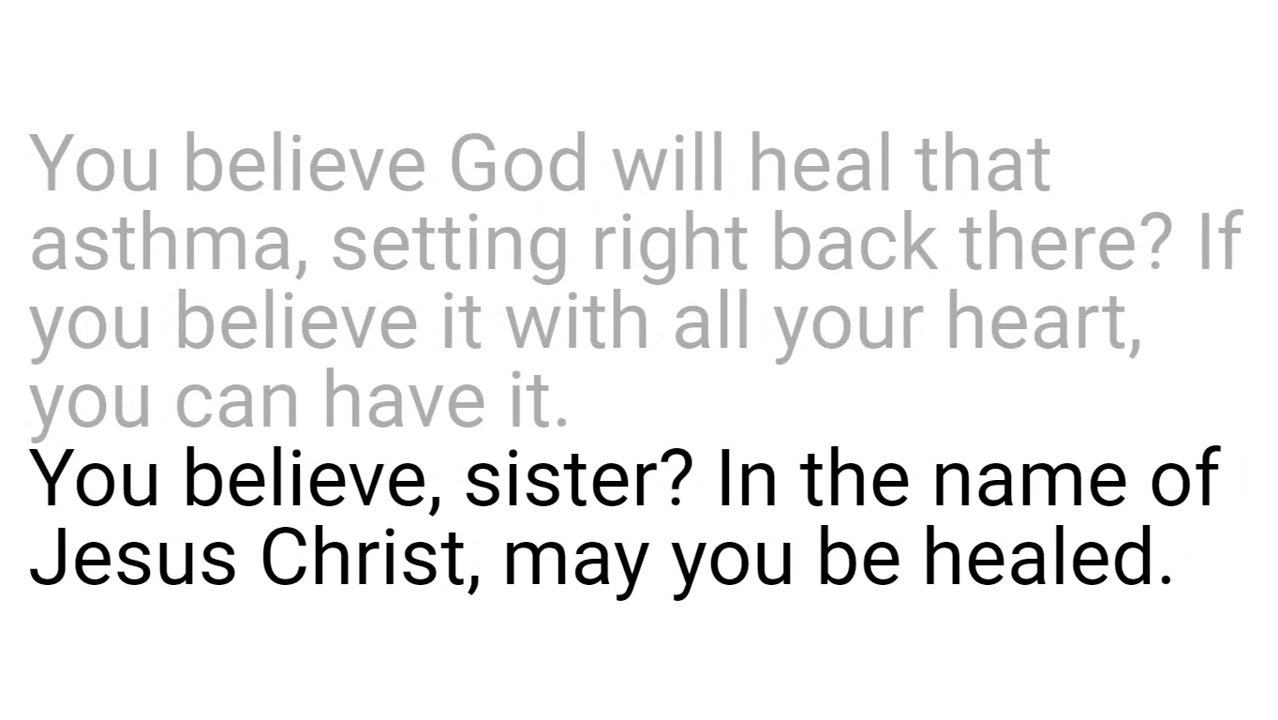 You believe God will heal that
asthma, setting right back there? If
you believe it with all your heart,
you can have it.
You believe, sister? In the name of
Jesus Christ, may you be healed.